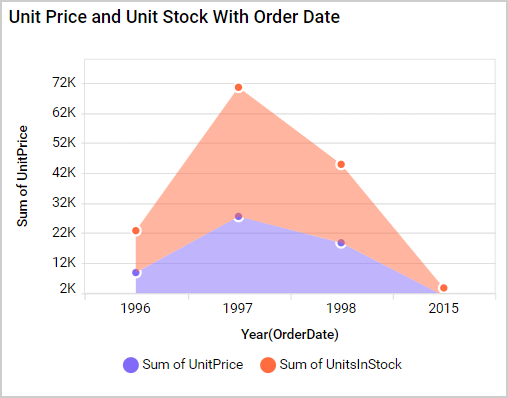 Unit Price and Unit Stock With Order Date
72K
62K
52K
42K
32K
22K
12K
2K
Sum of UnitPrice
1996 1997 1998 2015
Year(OrderDate)
Sum of UnitPrice Sum of UnitsInStock